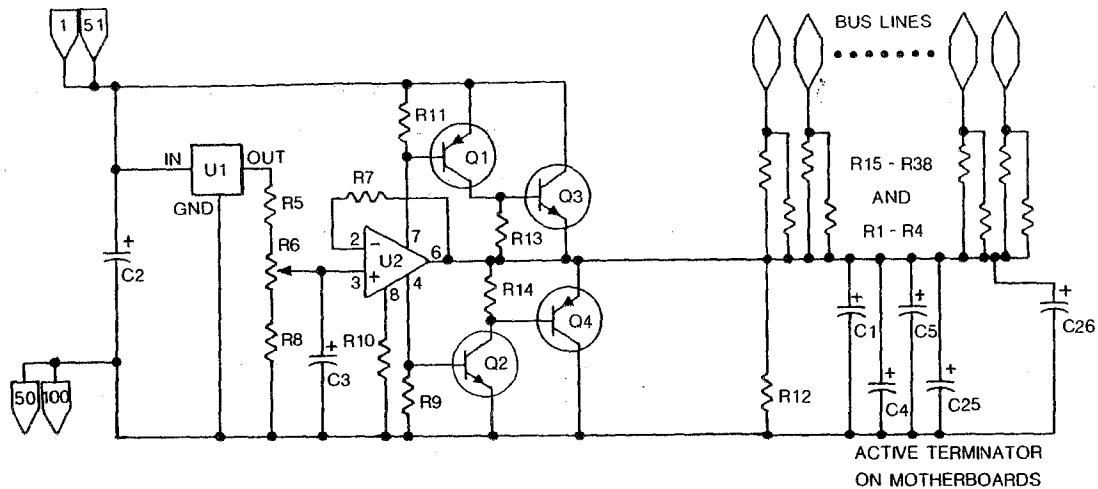 1 51
BUS LINES
R11
Q1
IN U1 OUT
GND
R5
R7
Q3
R15 - R38
AND
R1 - R4
R13
C2
+
R6
2
-
7
6
U2
+
3
8
4
R14
Q4
R8
R10
C3
+
Q2
R9
R12
C1
+
C5
+
C4
+
C25
+
C26
+
50 100
ACTIVE TERMINATOR
ON MOTHERBOARDS